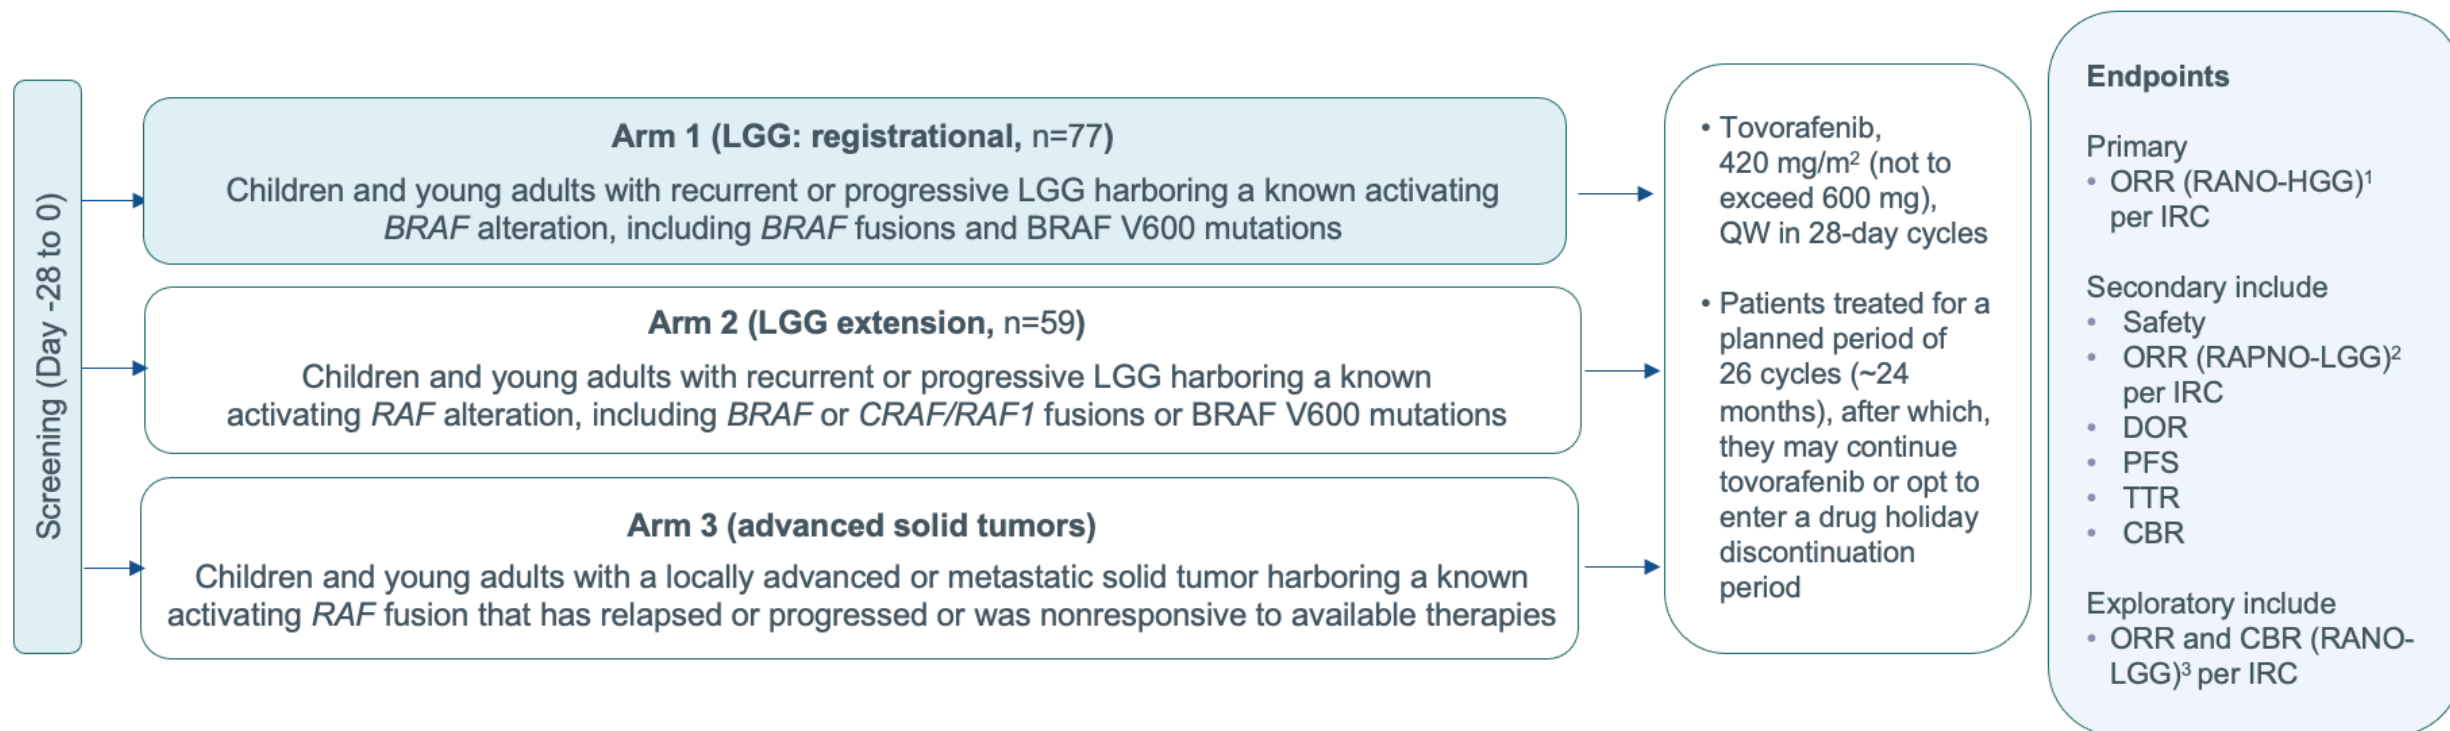 Screening (Day -28 to 0)
Arm 1 (LGG: registrational, n=77)
Children and young adults with recurrent or progressive LGG harboring a known activating
BRAF alteration, including BRAF fusions and BRAF V600 mutations
Arm 2 (LGG extension, n=59)
Children and young adults with recurrent or progressive LGG harboring a known
activating RAF alteration, including BRAF or CRAF/RAF1 fusions or BRAF V600 mutations
Arm 3 (advanced solid tumors)
Children and young adults with a locally advanced or metastatic solid tumor harboring a known
activating RAF fusion that has relapsed or progressed or was nonresponsive to available therapies
• Tovorafenib,
420 mg/m² (not to
exceed 600 mg),
QW in 28-day cycles
• Patients treated for a
planned period of
26 cycles (~24
months), after which,
they may continue
tovorafenib or opt to
enter a drug holiday
discontinuation
period
Endpoints
Primary
• ORR (RANO-HGG)¹
per IRC
Secondary include
• Safety
• ORR (RAPNO-LGG)²
per IRC
• DOR
• PFS
• TTR
• CBR
Exploratory include
• ORR and CBR (RANO-
LGG)³ per IRC